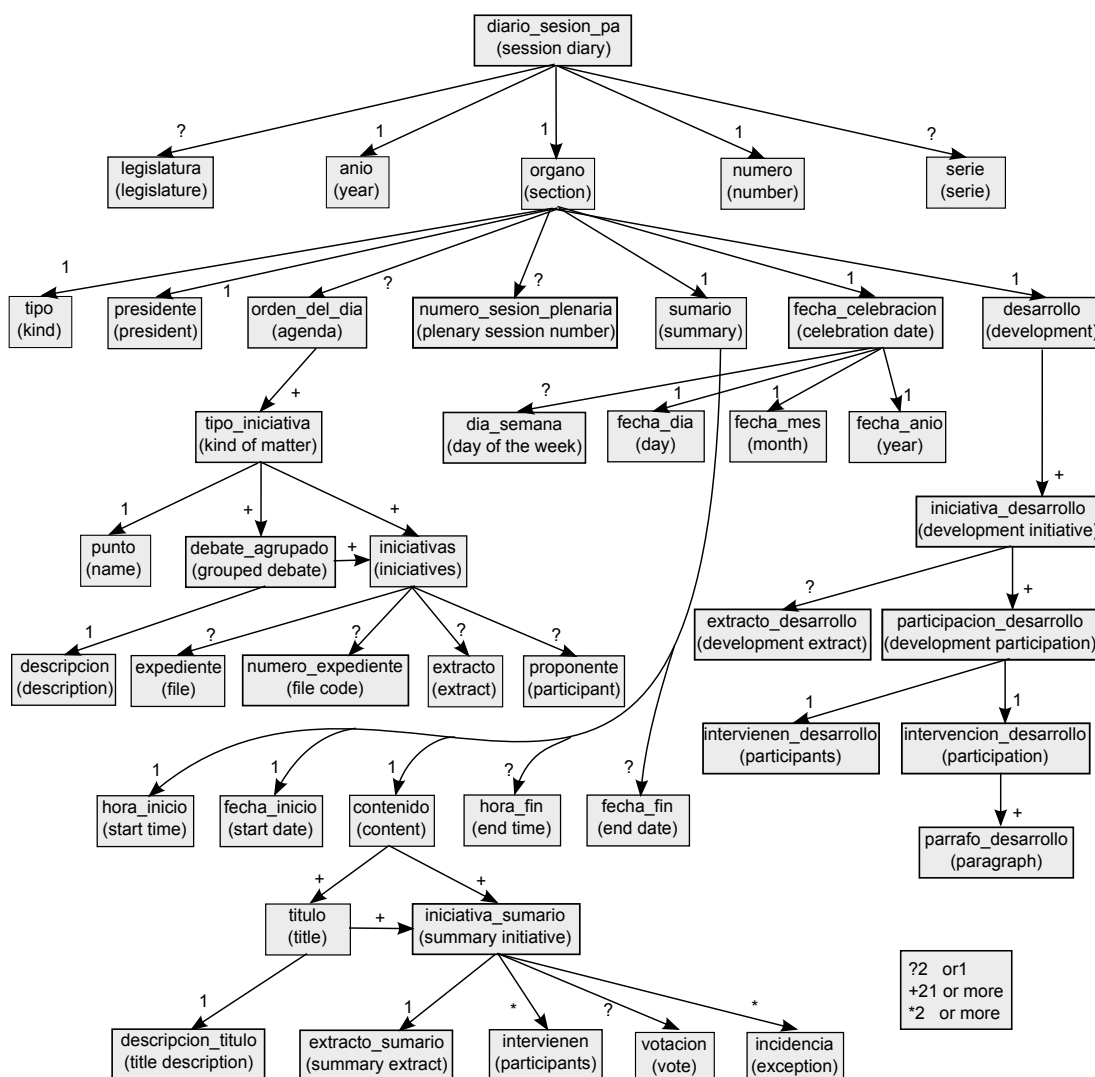 diario_sesion_pa
(session diary)
? 1 1 1 ?
legislatura
(legislature)
anio
(year)
organo
(section)
numero
(number)
serie
(serie)
1 1 ? ? 1 1 1
tipo
(kind)
presidente
(president)
orden_del_dia
(agenda)
numero_sesion_plenaria
(plenary session number)
sumario
(summary)
fecha_celebracion
(celebration date)
desarrollo
(development)
+ ? 1 1 1
tipo_iniciativa
(kind of matter)
dia_semana
(day of the week)
fecha_dia
(day)
fecha_mes
(month)
fecha_anio
(year)
1 + + +
punto
(name)
debate_agrupado
(grouped debate)
+
iniciativas
(iniciatives)
iniciativa_desarrollo
(development initiative)
? +
extracto_desarrollo
(development extract)
participacion_desarrollo
(development participation)
1 ? ? ? ?
descripcion
(description)
expediente
(file)
numero_expediente
(file code)
extracto
(extract)
proponente
(participant)
1 1
intervienen_desarrollo
(participants)
intervencion_desarrollo
(participation)
1 1 1 ? ?
hora_inicio
(start time)
fecha_inicio
(start date)
contenido
(content)
hora_fin
(end time)
fecha_fin
(end date)
+
parrafo_desarrollo
(paragraph)
+ +
titulo
(title)
+
iniciativa_sumario
(summary initiative)
1 1 * ? *
descripcion_titulo
(title description)
extracto_sumario
(summary extract)
intervienen
(participants)
votacion
(vote)
incidencia
(exception)
?2 or1
+21 or more
*2 or more